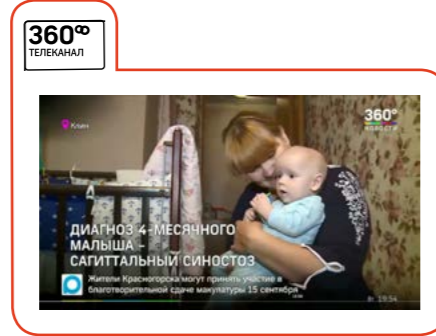 360°
ТЕЛЕКАНАЛ
Клин
360°
НОВОСТИ
ДИАГНОЗ 4-МЕСЯЧНОГО
МАЛЫША –
САГИТТАЛЬНЫЙ СИНОСТОЗ
Жители Красногорска могут принять участие в
благотворительной сдаче макулатуры 15 сентября
Вт 19:54